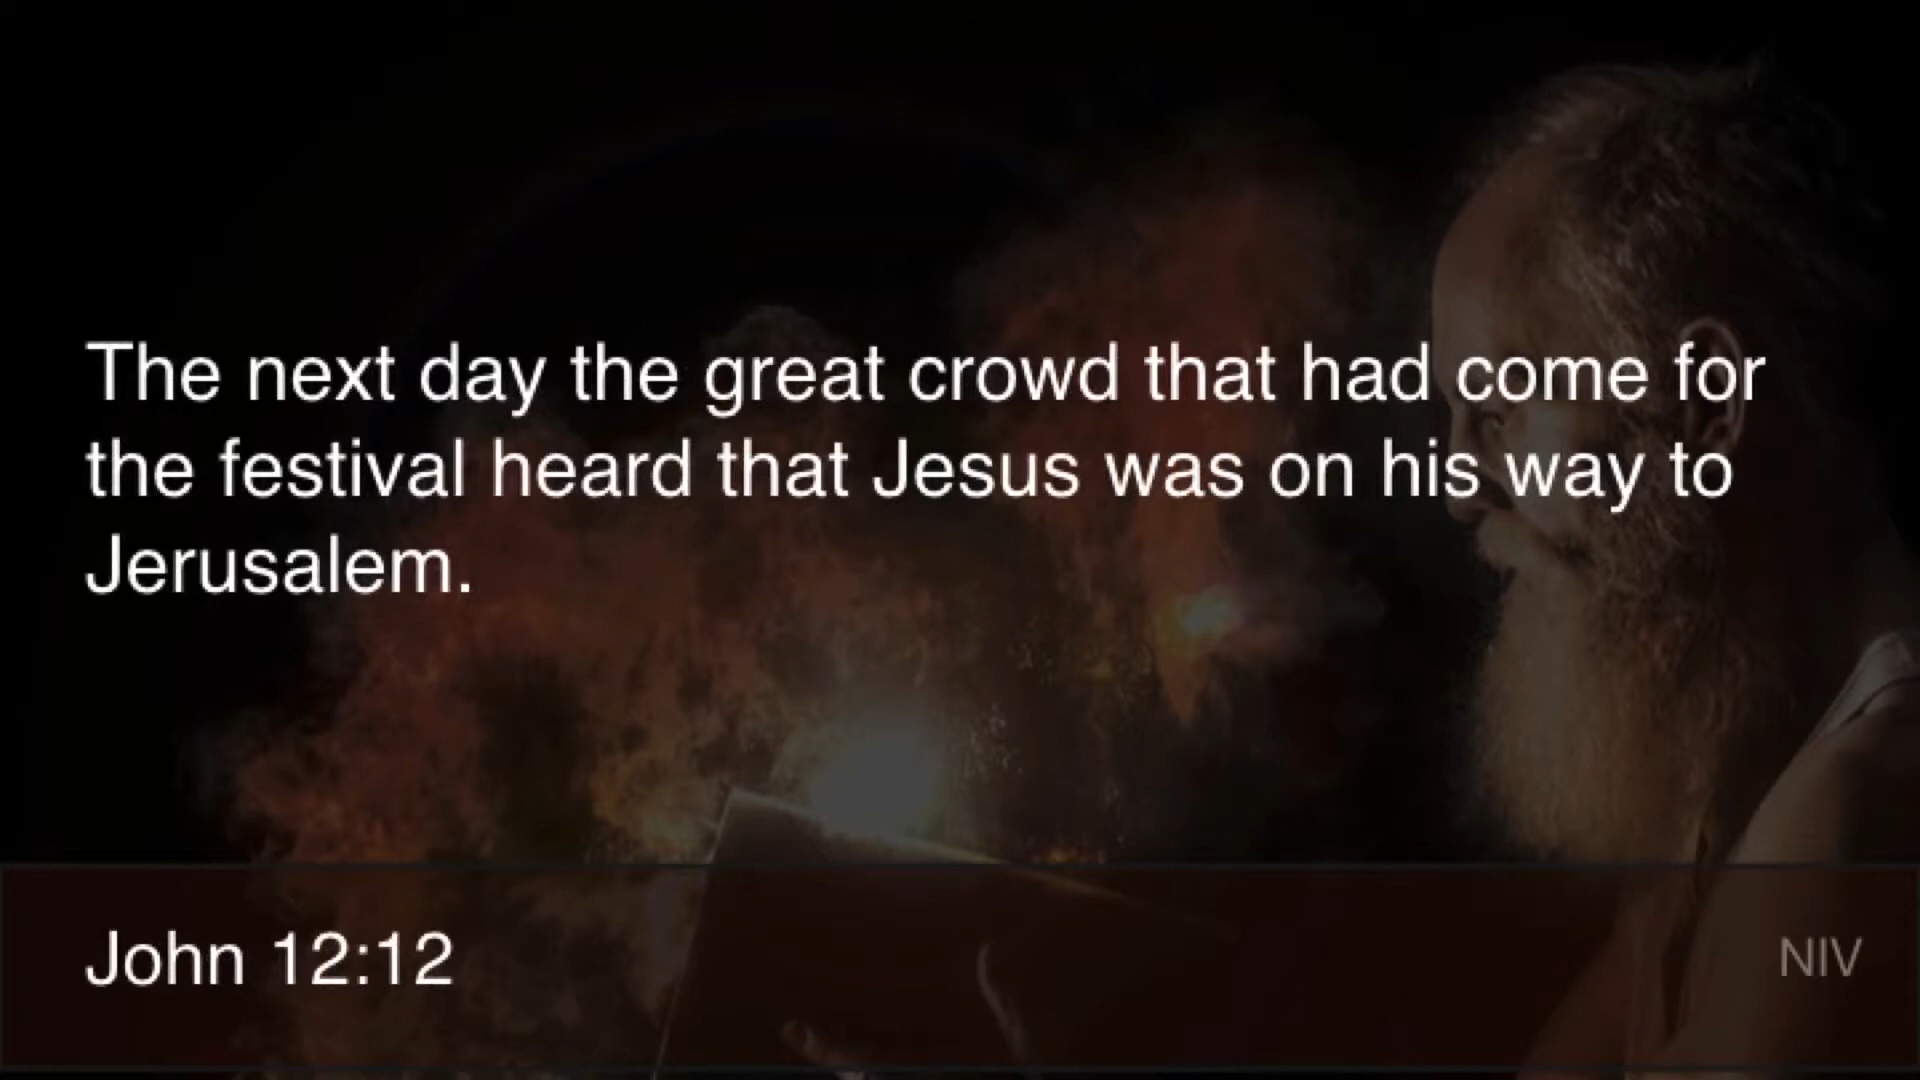 The next day the great crowd that had come for
the festival heard that Jesus was on his way to
Jerusalem.
John 12:12
NIV